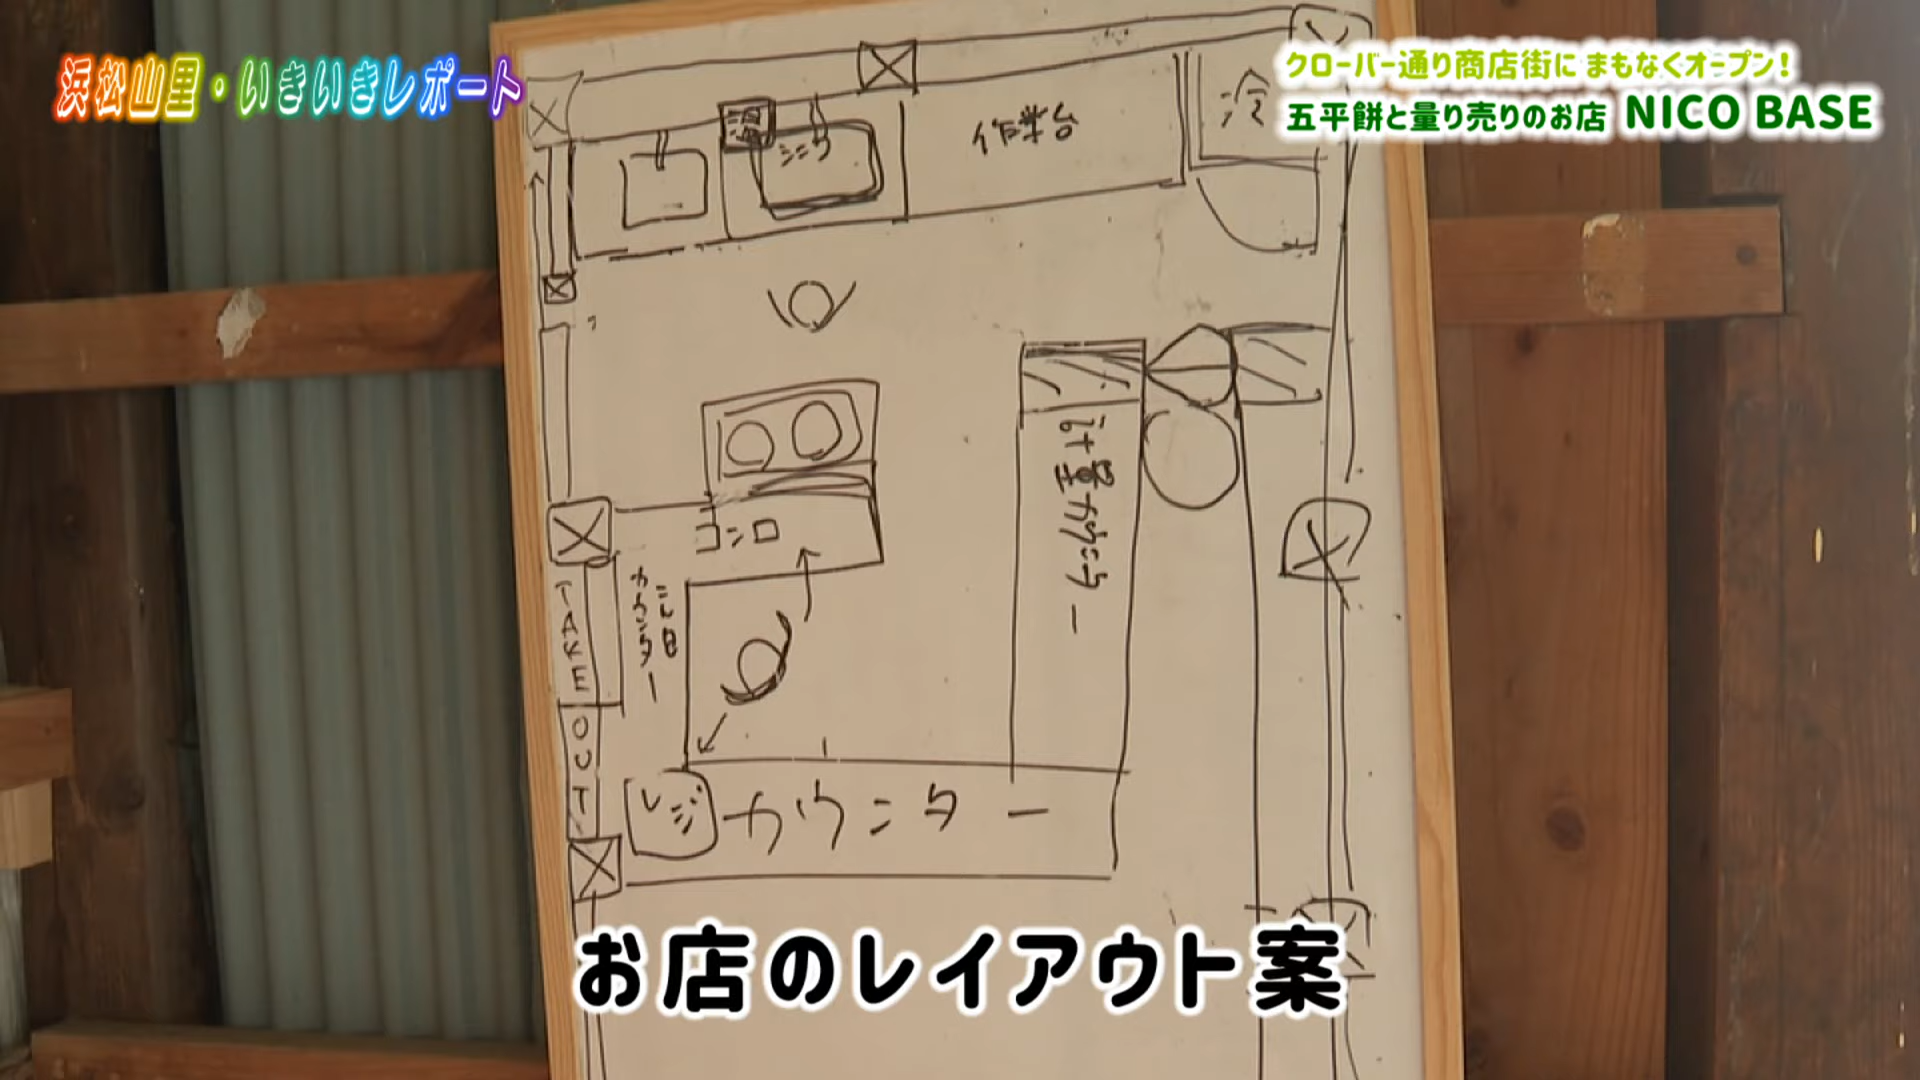 浜松山里・いきいきレポート
クローバー通り商店街に まもなくオープン!
五平餅と量り売りのお店 NICO BASE
冷
作業台
シンク
計量カウンター
コンロ
TAKE OUT
カウンター
レジ
カウンター
お店のレイアウト案